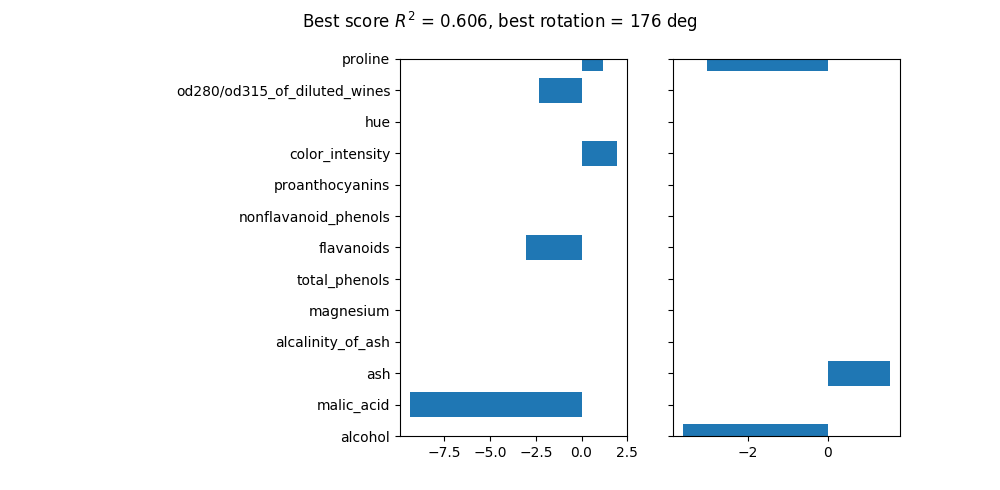 Best score R² = 0.606, best rotation = 176 deg
proline
od280/od315_of_diluted_wines
hue
color_intensity
proanthocyanins
nonflavanoid_phenols
flavanoids
total_phenols
magnesium
alcalinity_of_ash
ash
malic_acid
alcohol
−7.5 −5.0 −2.5 0.0 2.5 −2 0